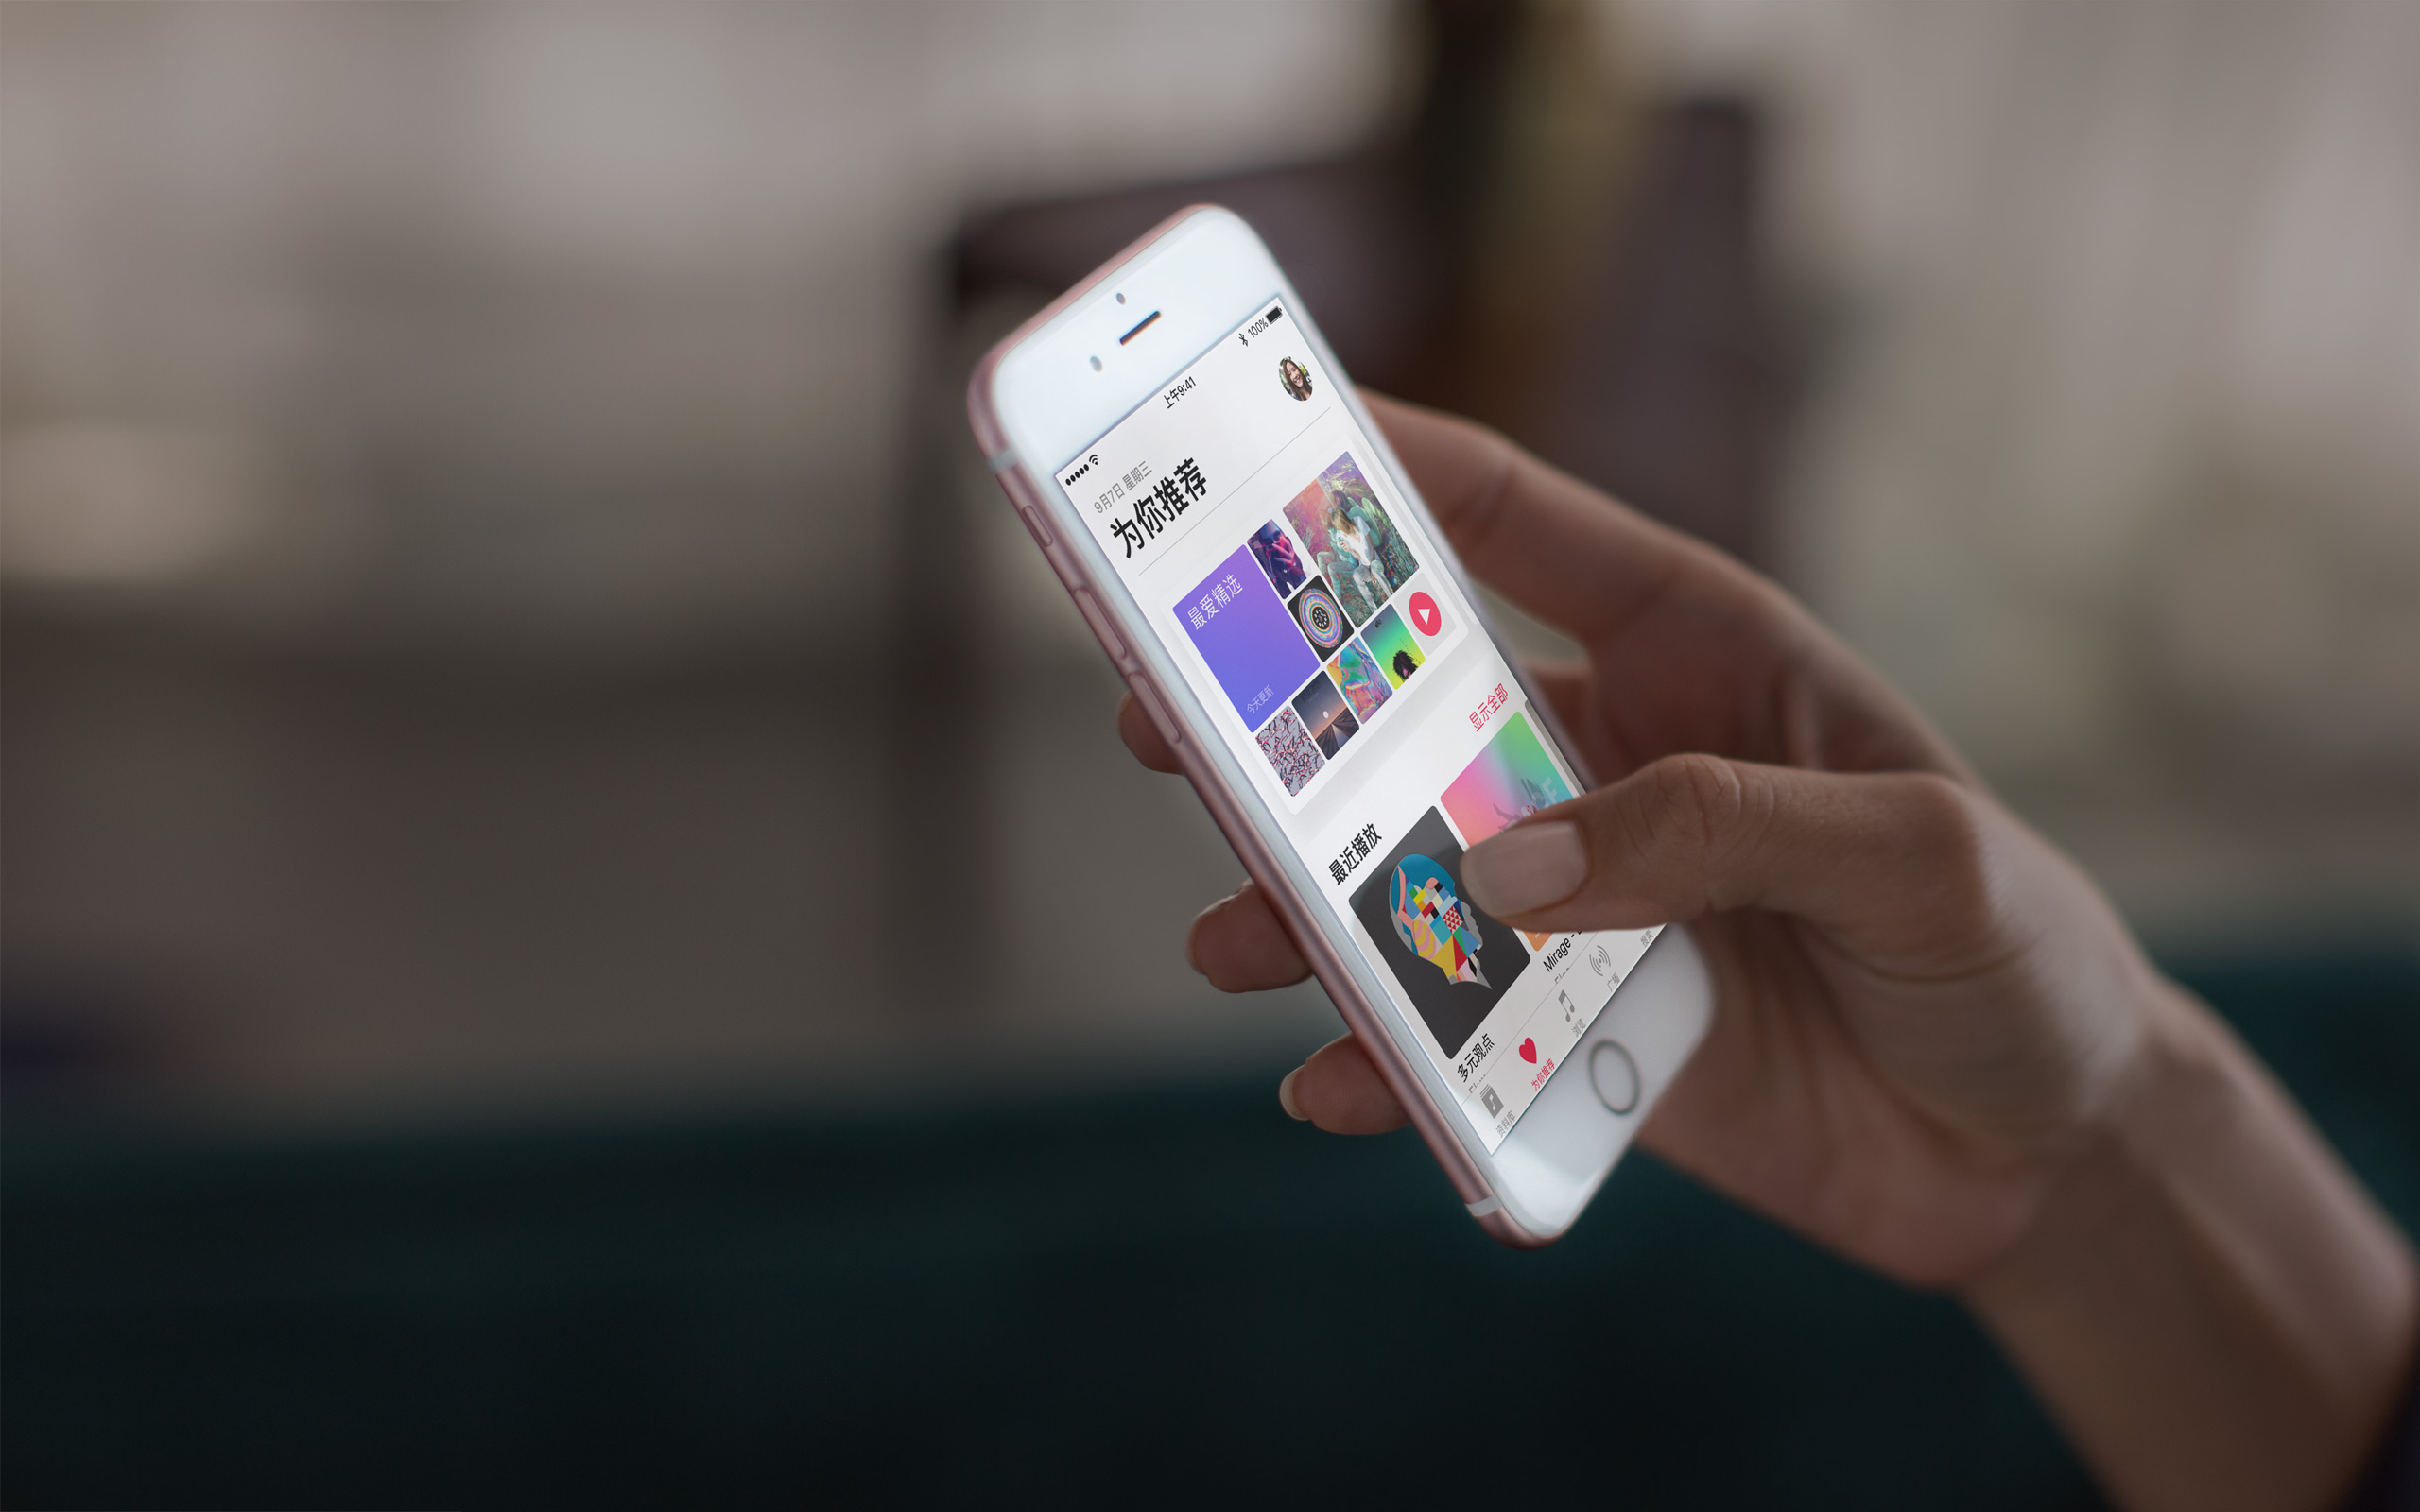 上午9:41
100%
9月7日 星期三
为你推荐
最爱精选
今天更新
最近播放
显示全部
多元观点
Mirage -
资料库
为你推荐
浏览
广播
搜索